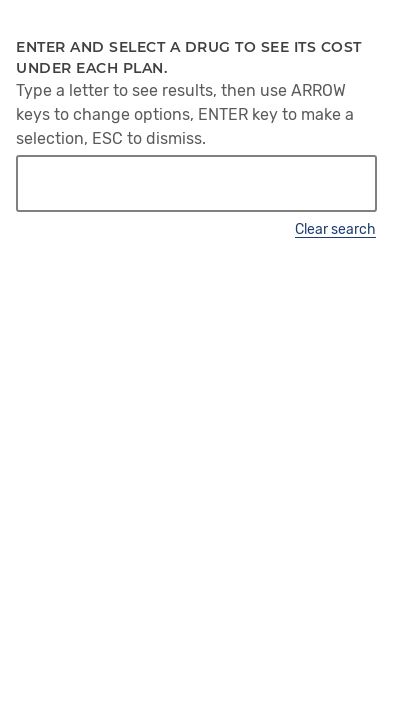 ENTER AND SELECT A DRUG TO SEE ITS COST
UNDER EACH PLAN.
Type a letter to see results, then use ARROW
keys to change options, ENTER key to make a
selection, ESC to dismiss.
Clear search